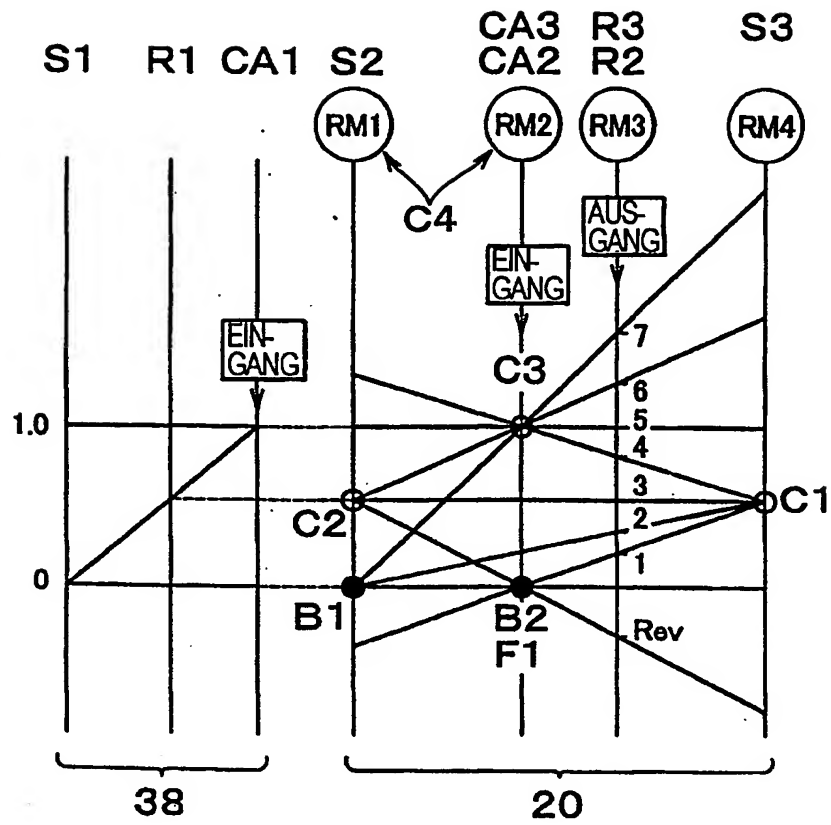 CA3 R3 S3
S1 R1 CA1 S2 CA2 R2
RM1 RM2 RM3 RM4
C4
AUS-
GANG
EIN-
GANG
EIN-
GANG
7
C3
6
1.0
5
4
3
C1
C2
2
1
0
B1
B2
F1
Rev
38
20